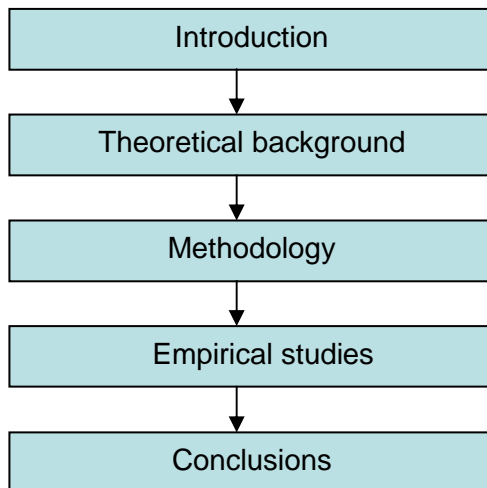 Introduction
Theoretical background
Methodology
Empirical studies
Conclusions